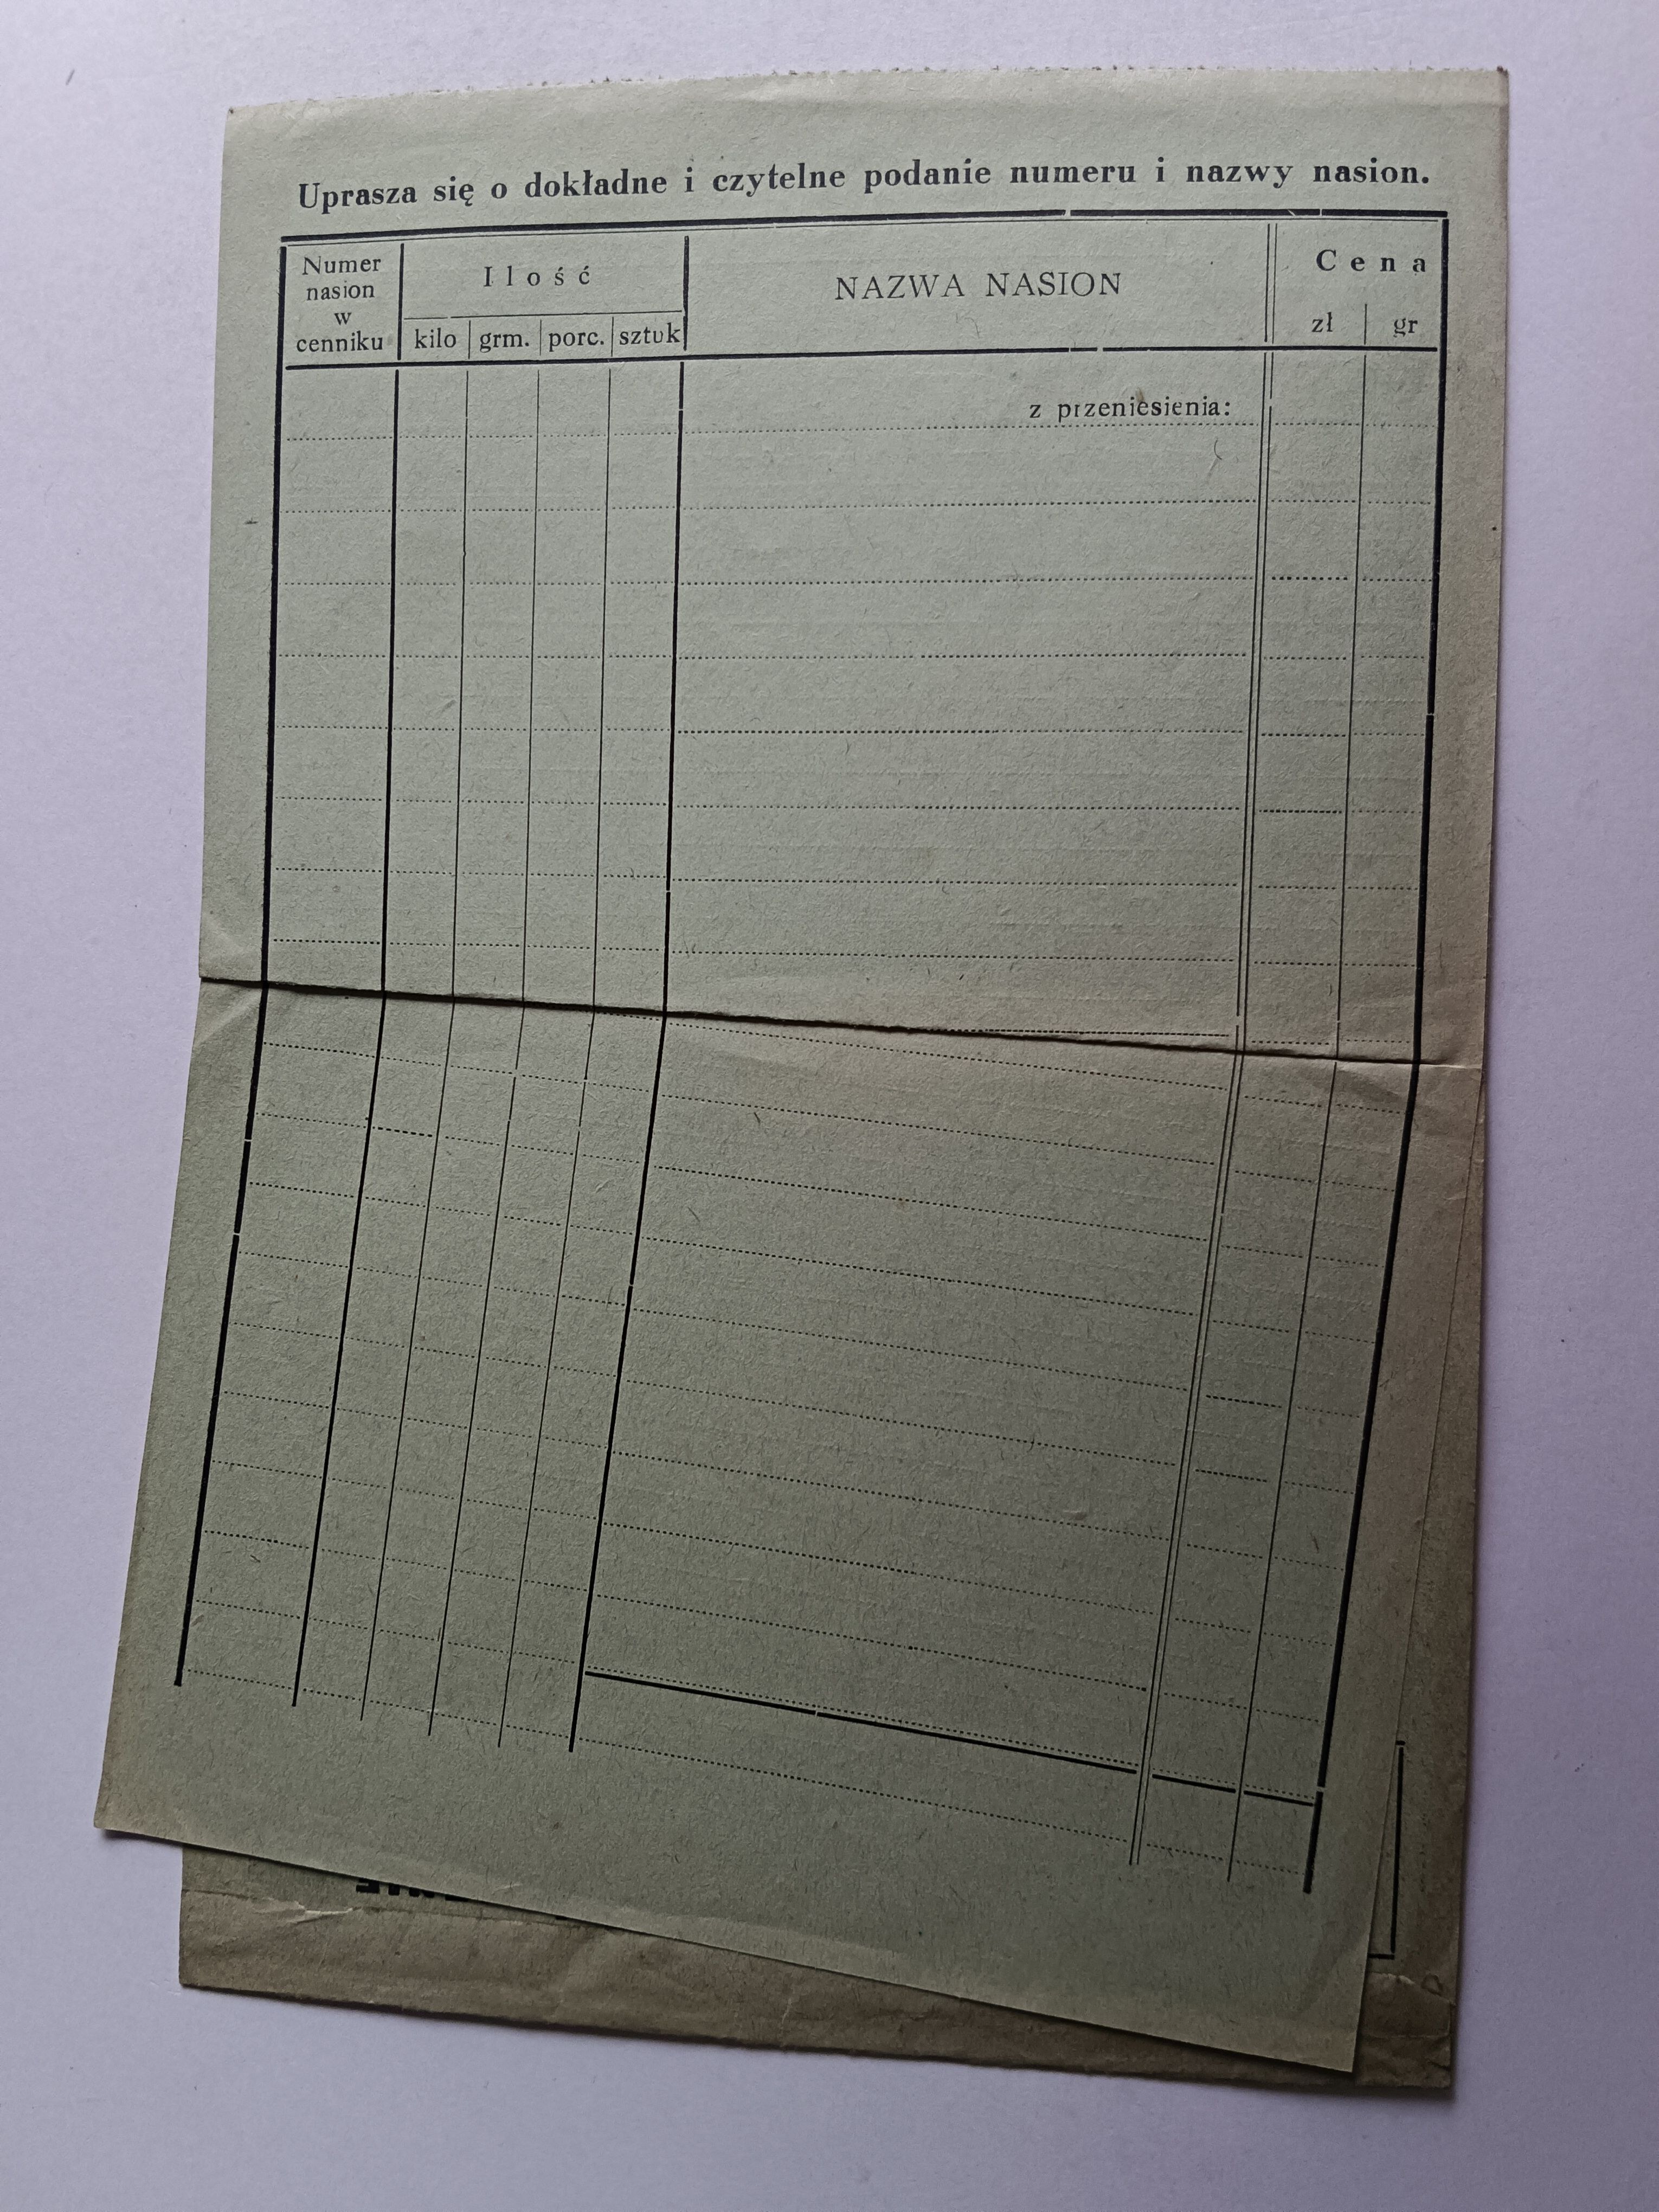 Uprasza się o dokładne i czytelne podanie numeru i nazwy nasion.
Numer
nasion
w
cenniku
Ilość
kilo grm. porc. sztuk
NAZWA NASION
Cena
zł gr
z przeniesienia: